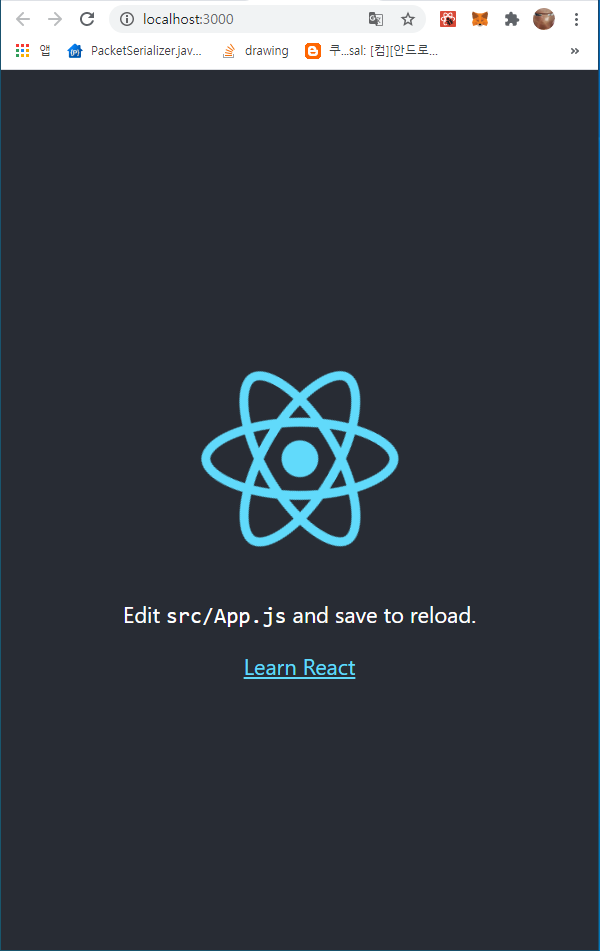 localhost:3000
앱 PacketSerializer.jav... drawing 쿠...sal: [컴][안드로... »
Edit src/App.js and save to reload.
Learn React